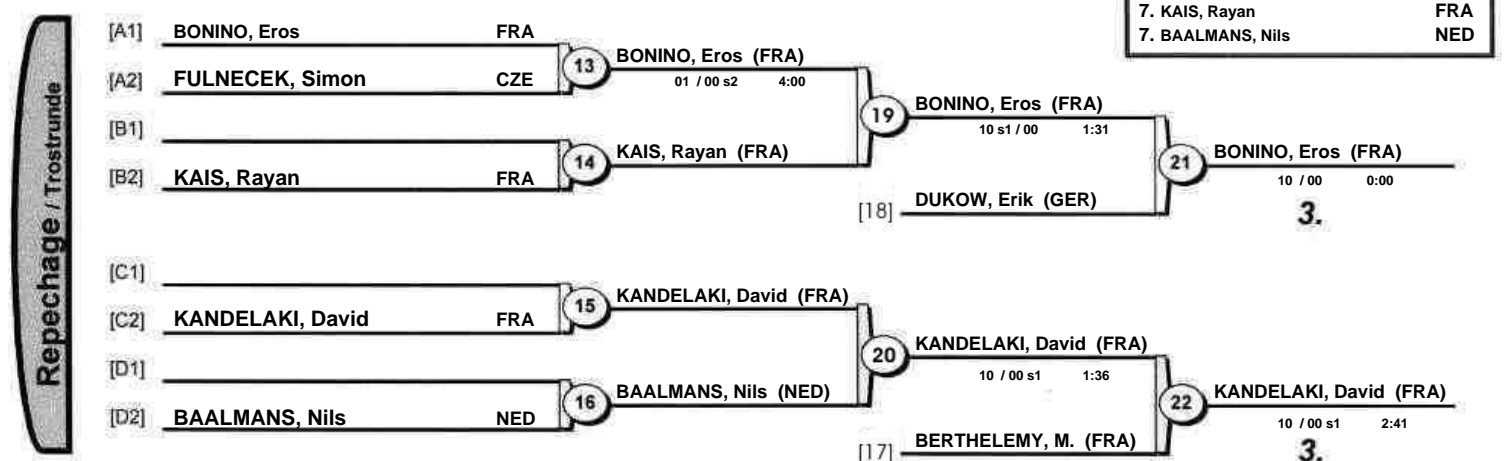 7. KAIS, Rayan FRA
7. BAALMANS, Nils NED
Repechage / Trostrunde
[A1] BONINO, Eros FRA
[A2] FULNECEK, Simon CZE
13 BONINO, Eros (FRA)
01 / 00 s2 4:00
[B1]
[B2] KAIS, Rayan FRA
14 KAIS, Rayan (FRA)
19 BONINO, Eros (FRA)
10 s1 / 00 1:31
[18] DUKOW, Erik (GER)
21 BONINO, Eros (FRA)
10 / 00 0:00
3.
[C1]
[C2] KANDELAKI, David FRA
15 KANDELAKI, David (FRA)
[D1]
[D2] BAALMANS, Nils NED
16 BAALMANS, Nils (NED)
20 KANDELAKI, David (FRA)
10 / 00 s1 1:36
[17] BERTHELEMY, M. (FRA)
22 KANDELAKI, David (FRA)
10 / 00 s1 2:41
3.